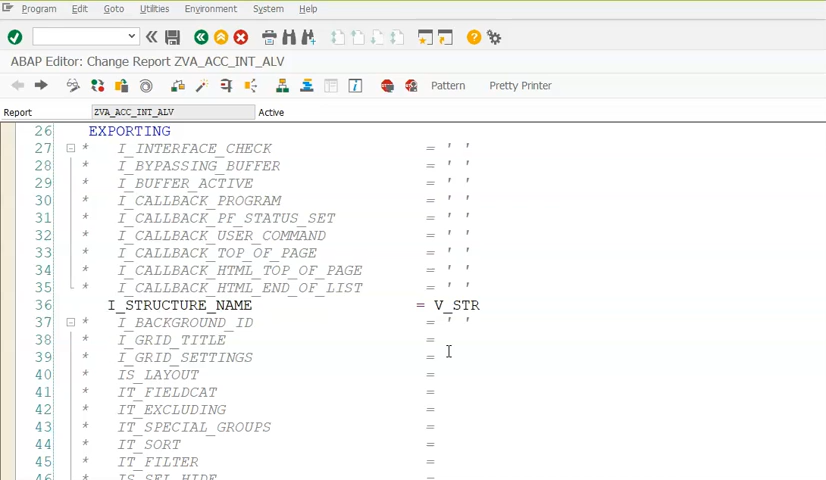 Program Edit Goto Utilities Environment System Help
ABAP Editor: Change Report ZVA_ACC_INT_ALV
Pattern Pretty Printer
Report ZVA_ACC_INT_ALV Active
26 EXPORTING
27 * I_INTERFACE_CHECK = ' '
28 * I_BYPASSING_BUFFER = ' '
29 * I_BUFFER_ACTIVE = ' '
30 * I_CALLBACK_PROGRAM = ' '
31 * I_CALLBACK_PF_STATUS_SET = ' '
32 * I_CALLBACK_USER_COMMAND = ' '
33 * I_CALLBACK_TOP_OF_PAGE = ' '
34 * I_CALLBACK_HTML_TOP_OF_PAGE = ' '
35 * I_CALLBACK_HTML_END_OF_LIST = ' '
36 I_STRUCTURE_NAME = V_STR
37 * I_BACKGROUND_ID = ' '
38 * I_GRID_TITLE =
39 * I_GRID_SETTINGS =
40 * IS_LAYOUT =
41 * IT_FIELDCAT =
42 * IT_EXCLUDING =
43 * IT_SPECIAL_GROUPS =
44 * IT_SORT =
45 * IT_FILTER =
46 * IS_SEL_HIDE =